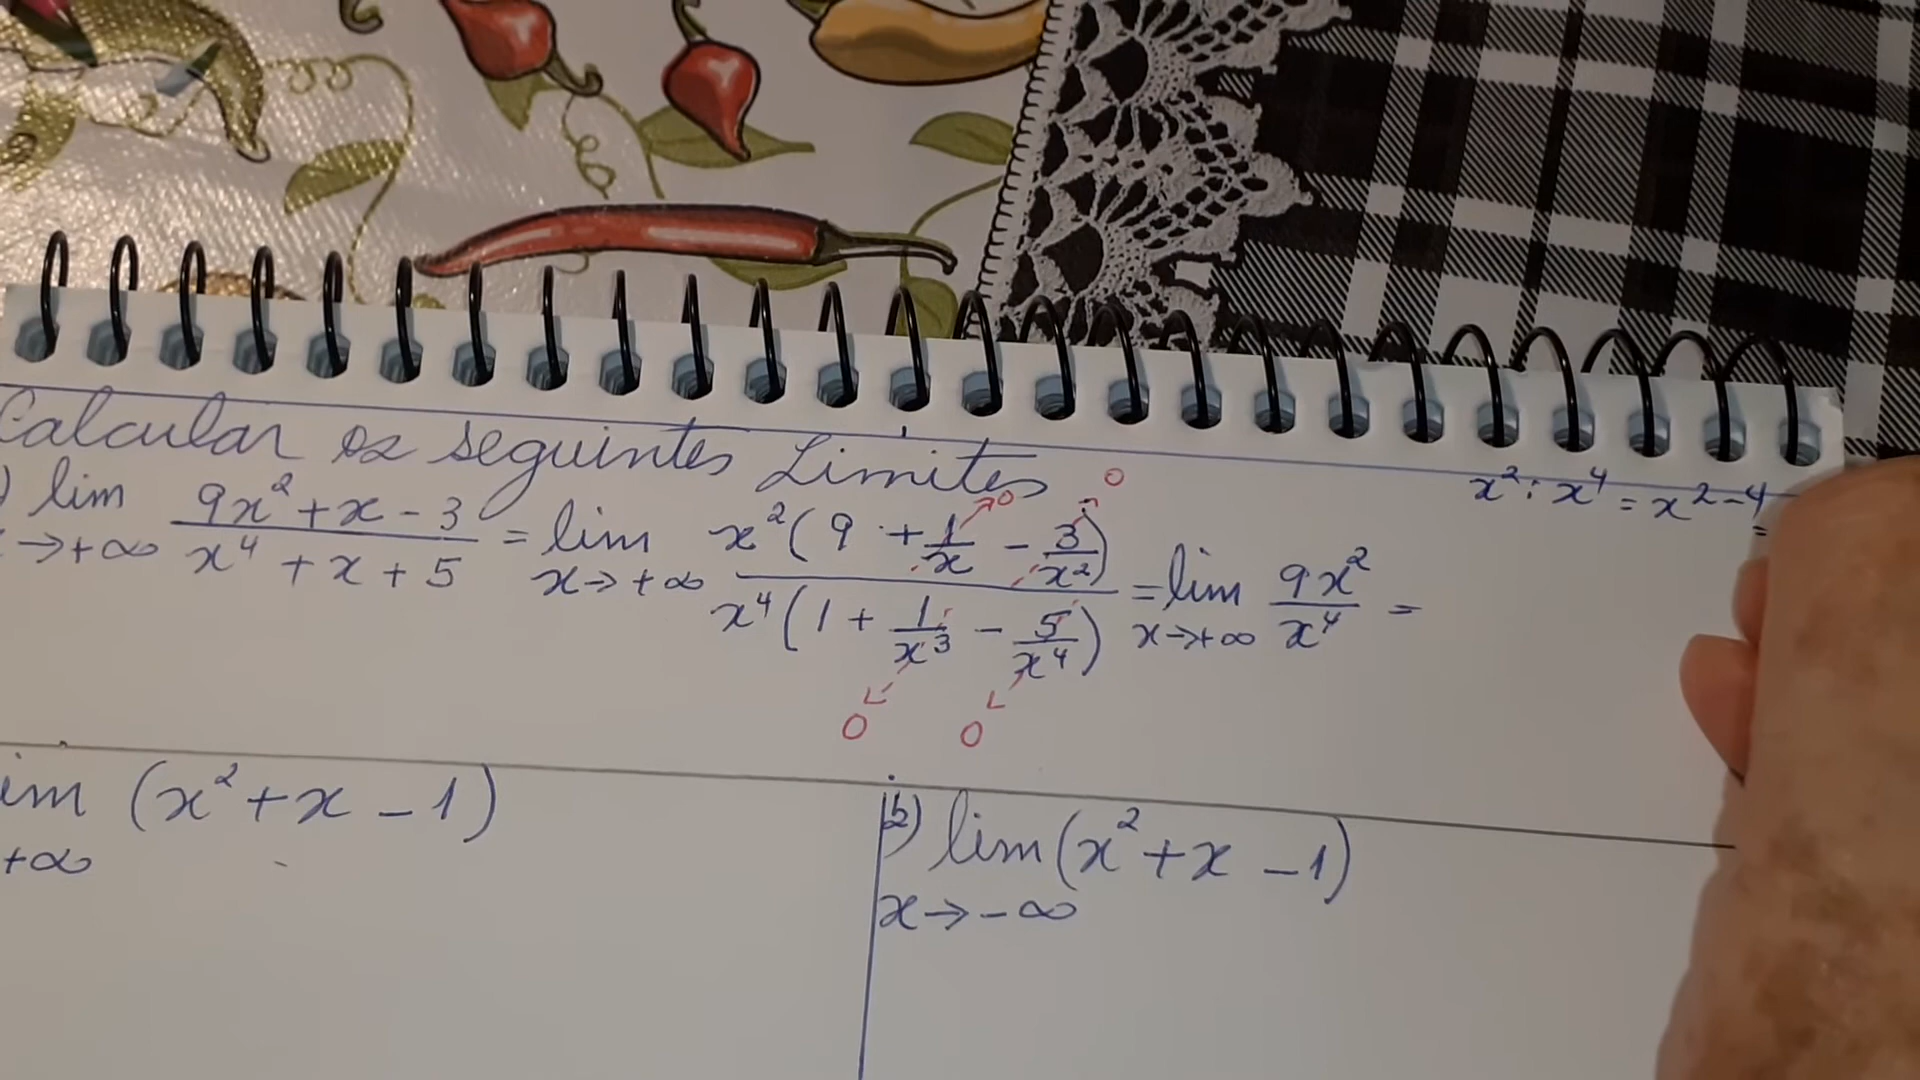 Calcular os seguintes Limites
) lim 9x² + x - 3 / x⁴ + x + 5 = lim x² (9 + 1/x - 3/x²) / x⁴ (1 + 1/x³ - 5/x⁴) = lim 9x² / x⁴ =
→ +∞ x → +∞ x → +∞
0 0
0 0
x² : x⁴ = x²⁻⁴
=
im (x² + x - 1)
+∞
b) lim (x² + x - 1)
x → -∞